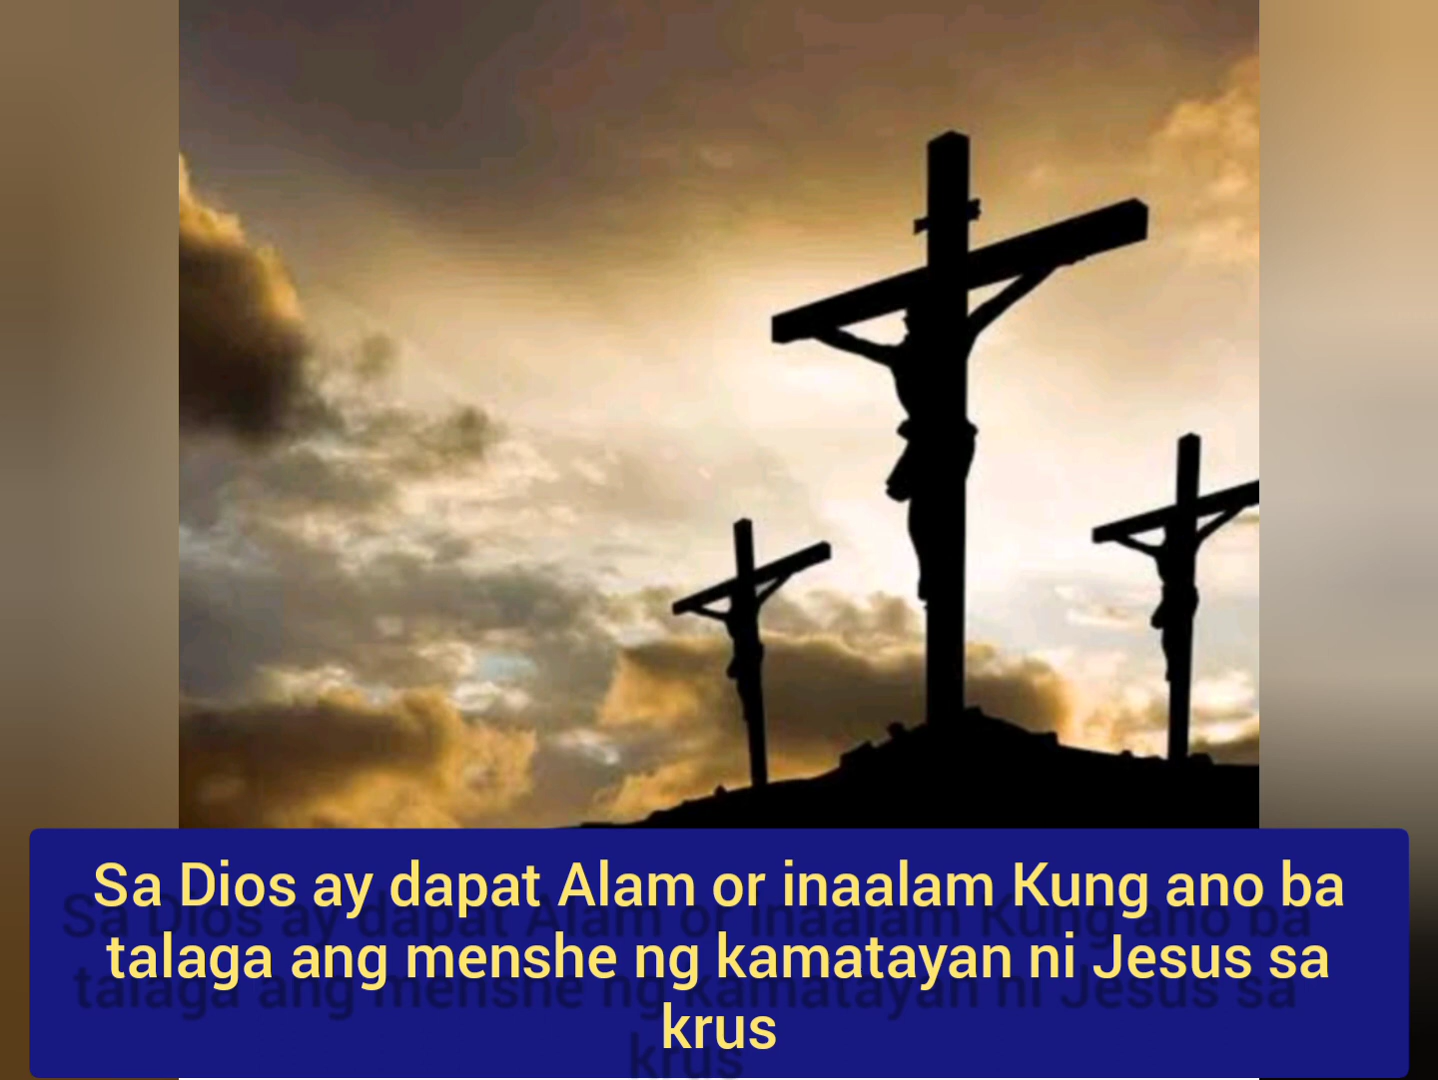 Sa Dios ay dapat Alam or inaalam Kung ano ba
talaga ang menshe ng kamatayan ni Jesus sa
krus